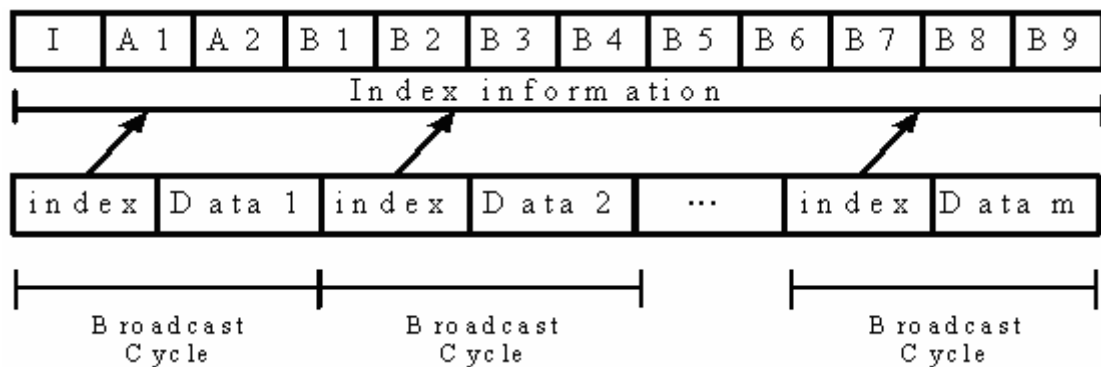 I A1 A2 B1 B2 B3 B4 B5 B6 B7 B8 B9
Index information
index Data 1 index Data 2 ... index Data m
Broadcast Broadcast Broadcast
Cycle Cycle Cycle